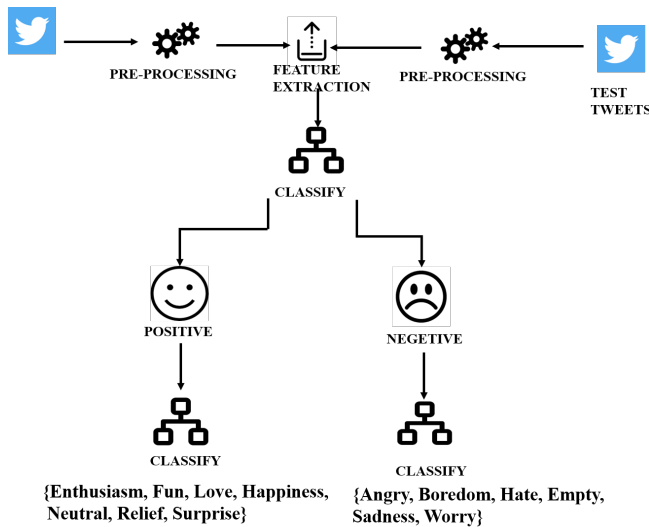 PRE-PROCESSING
FEATURE
EXTRACTION
PRE-PROCESSING
TEST
TWEETS
CLASSIFY
POSITIVE
NEGETIVE
CLASSIFY
CLASSIFY
{Enthusiasm, Fun, Love, Happiness,
Neutral, Relief, Surprise}
{Angry, Boredom, Hate, Empty,
Sadness, Worry}